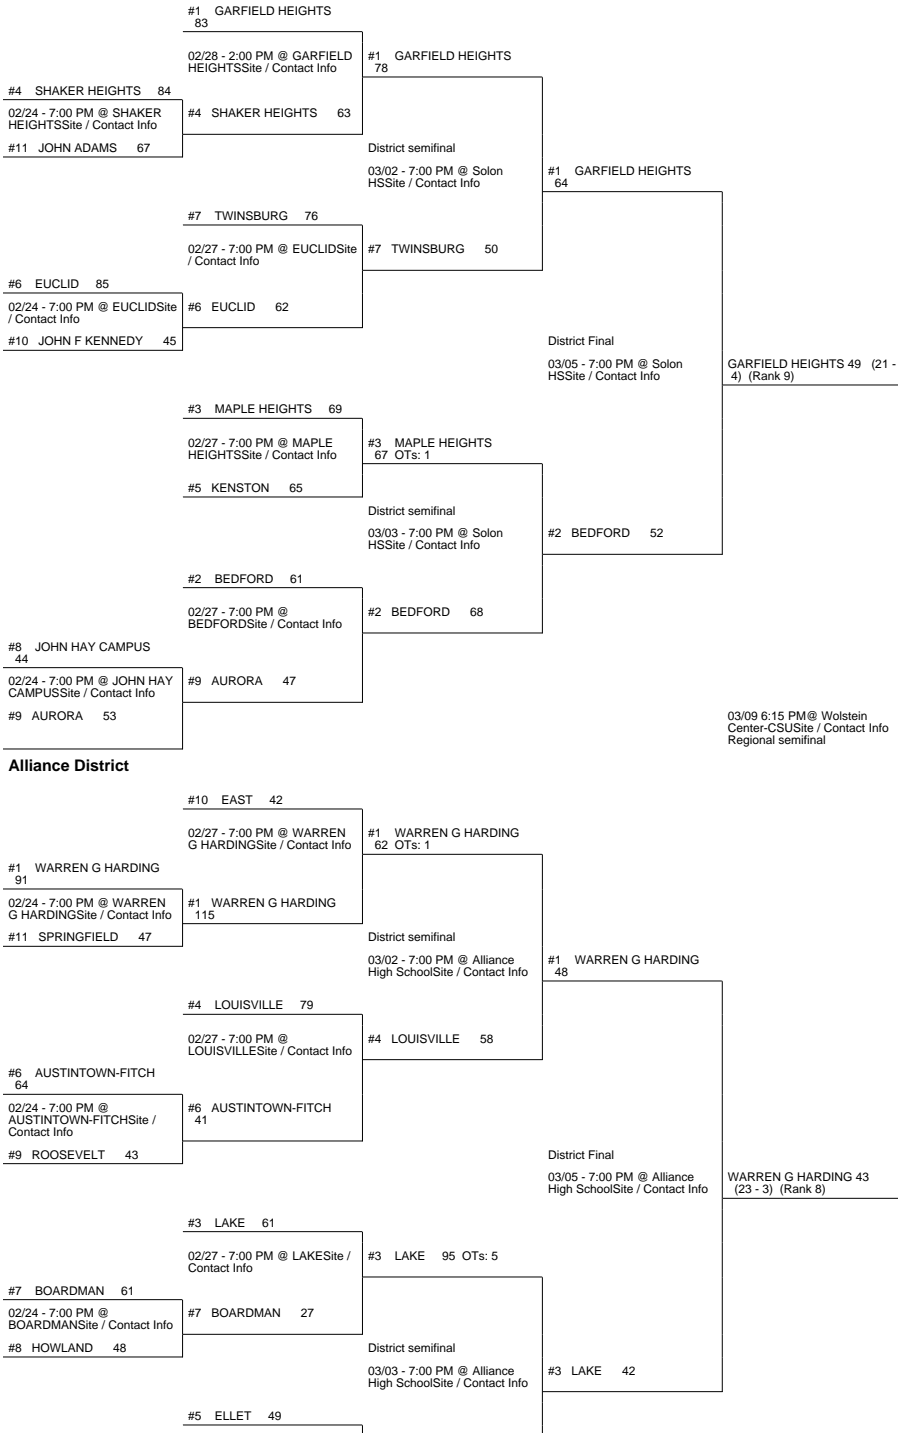 #1 GARFIELD HEIGHTS
83
02/28 - 2:00 PM @ GARFIELD
HEIGHTSSite / Contact Info
#1 GARFIELD HEIGHTS
78
#4 SHAKER HEIGHTS 84
02/24 - 7:00 PM @ SHAKER
HEIGHTSSite / Contact Info
#4 SHAKER HEIGHTS 63
#11 JOHN ADAMS 67
District semifinal
03/02 - 7:00 PM @ Solon
HSSite / Contact Info
#1 GARFIELD HEIGHTS
64
#7 TWINSBURG 76
02/27 - 7:00 PM @ EUCLIDSite
/ Contact Info
#7 TWINSBURG 50
#6 EUCLID 85
02/24 - 7:00 PM @ EUCLIDSite
/ Contact Info
#6 EUCLID 62
#10 JOHN F KENNEDY 45
District Final
03/05 - 7:00 PM @ Solon
HSSite / Contact Info
GARFIELD HEIGHTS 49 (21 -
4) (Rank 9)
#3 MAPLE HEIGHTS 69
02/27 - 7:00 PM @ MAPLE
HEIGHTSSite / Contact Info
#3 MAPLE HEIGHTS
67 OTs: 1
#5 KENSTON 65
District semifinal
03/03 - 7:00 PM @ Solon
HSSite / Contact Info
#2 BEDFORD 52
#2 BEDFORD 61
02/27 - 7:00 PM @
BEDFORDSite / Contact Info
#2 BEDFORD 68
#8 JOHN HAY CAMPUS
44
02/24 - 7:00 PM @ JOHN HAY
CAMPUSSite / Contact Info
#9 AURORA 47
#9 AURORA 53
03/09 6:15 PM@ Wolstein
Center-CSUSite / Contact Info
Regional semifinal
Alliance District
#10 EAST 42
02/27 - 7:00 PM @ WARREN
G HARDINGSite / Contact Info
#1 WARREN G HARDING
62 OTs: 1
#1 WARREN G HARDING
91
02/24 - 7:00 PM @ WARREN
G HARDINGSite / Contact Info
#1 WARREN G HARDING
115
#11 SPRINGFIELD 47
District semifinal
03/02 - 7:00 PM @ Alliance
High SchoolSite / Contact Info
#1 WARREN G HARDING
48
#4 LOUISVILLE 79
02/27 - 7:00 PM @
LOUISVILLESite / Contact Info
#4 LOUISVILLE 58
#6 AUSTINTOWN-FITCH
64
02/24 - 7:00 PM @
AUSTINTOWN-FITCHSite /
Contact Info
#6 AUSTINTOWN-FITCH
41
#9 ROOSEVELT 43
District Final
03/05 - 7:00 PM @ Alliance
High SchoolSite / Contact Info
WARREN G HARDING 43
(23 - 3) (Rank 8)
#3 LAKE 61
02/27 - 7:00 PM @ LAKESite /
Contact Info
#3 LAKE 95 OTs: 5
#7 BOARDMAN 61
02/24 - 7:00 PM @
BOARDMANSite / Contact Info
#7 BOARDMAN 27
#8 HOWLAND 48
District semifinal
03/03 - 7:00 PM @ Alliance
High SchoolSite / Contact Info
#3 LAKE 42
#5 ELLET 49